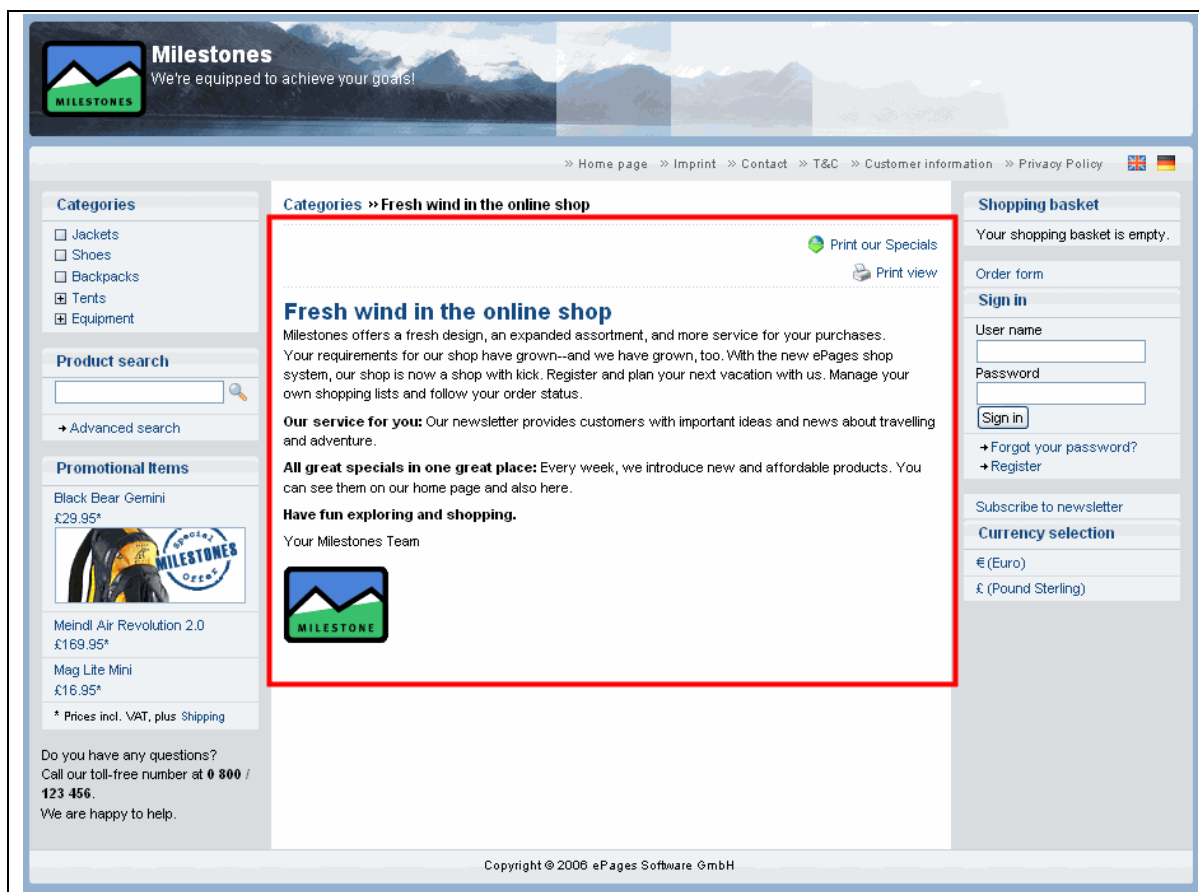 Milestones
We're equipped to achieve your goals!
MILESTONES
» Home page » Imprint » Contact » T&C » Customer information » Privacy Policy
Categories
Jackets
Shoes
Backpacks
Tents
Equipment
Product search
Advanced search
Promotional Items
Black Bear Gemini
£29.95*
Special
MILESTONES
Offer
Meindl Air Revolution 2.0
£169.95*
Mag Lite Mini
£16.95*
* Prices incl. VAT, plus Shipping
Do you have any questions?
Call our toll-free number at 0 800 /
123 456.
We are happy to help.
Categories » Fresh wind in the online shop
Print our Specials
Print view
Fresh wind in the online shop
Milestones offers a fresh design, an expanded assortment, and more service for your purchases.
Your requirements for our shop have grown--and we have grown, too. With the new ePages shop
system, our shop is now a shop with kick. Register and plan your next vacation with us. Manage your
own shopping lists and follow your order status.
Our service for you: Our newsletter provides customers with important ideas and news about travelling
and adventure.
All great specials in one great place: Every week, we introduce new and affordable products. You
can see them on our home page and also here.
Have fun exploring and shopping.
Your Milestones Team
MILESTONE
Shopping basket
Your shopping basket is empty.
Order form
Sign in
User name
Password
Sign in
Forgot your password?
Register
Subscribe to newsletter
Currency selection
€ (Euro)
£ (Pound Sterling)
Copyright © 2006 ePages Software GmbH